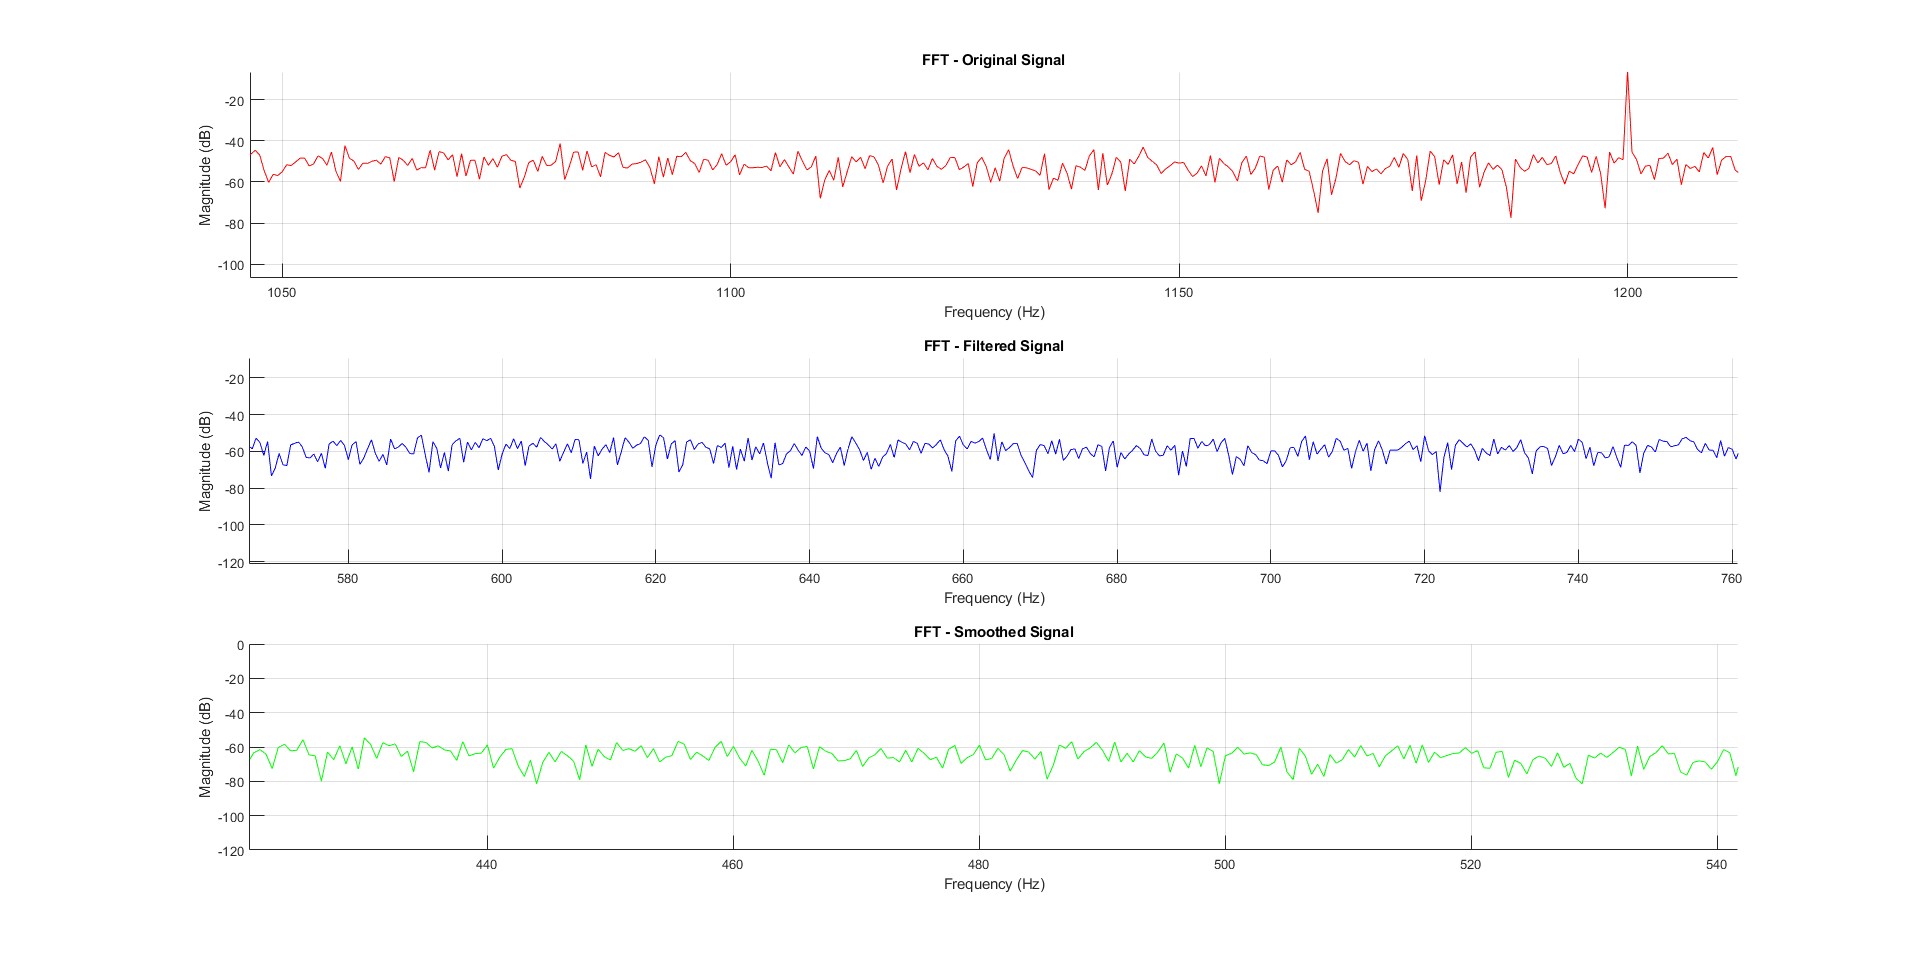 FFT - Original Signal
Magnitude (dB)
-20
-40
-60
-80
-100
1050 1100 1150 1200
Frequency (Hz)
FFT - Filtered Signal
Magnitude (dB)
-20
-40
-60
-80
-100
-120
580 600 620 640 660 680 700 720 740 760
Frequency (Hz)
FFT - Smoothed Signal
Magnitude (dB)
0
-20
-40
-60
-80
-100
-120
440 460 480 500 520 540
Frequency (Hz)